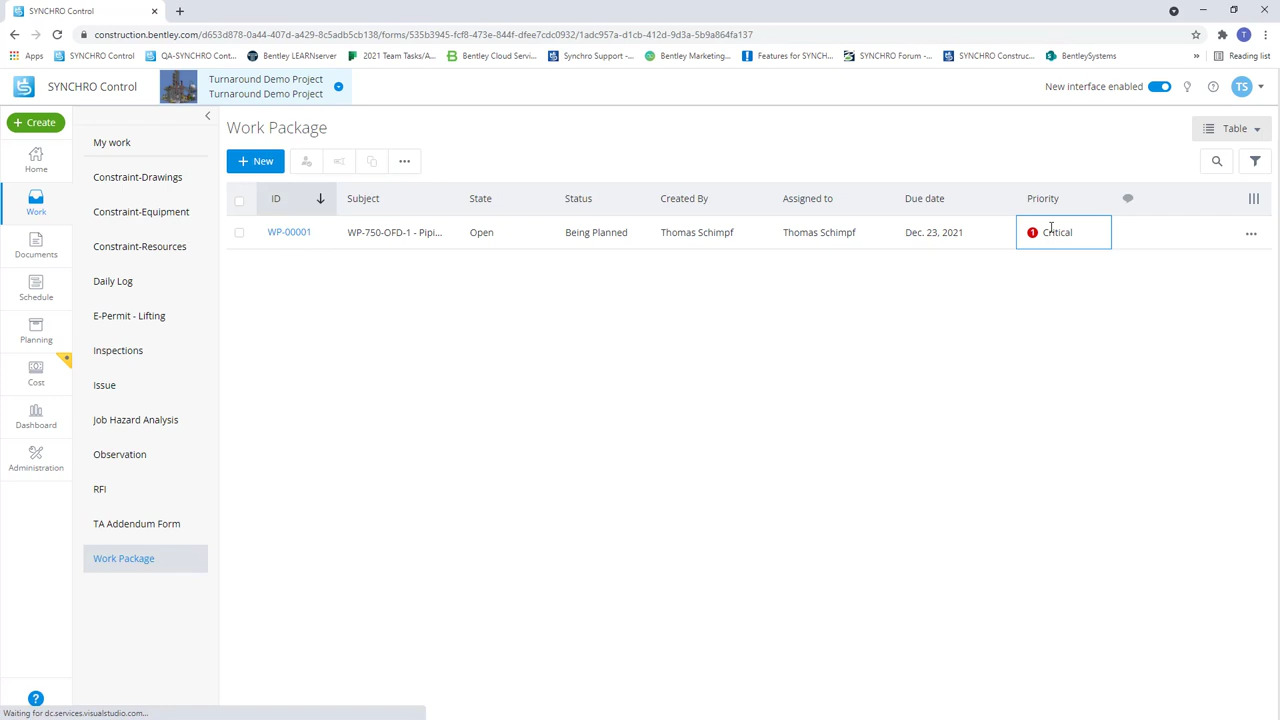 SYNCHRO Control
construction.bentley.com/d653d878-0a44-407d-a429-8c5adb5cb138/forms/535b3945-fcf8-473e-844f-dfee7cdc0932/1adc957a-d1cb-412d-9d3a-5b9a864fa137
Apps
SYNCHRO Control
QA-SYNCHRO Cont...
Bentley LEARNserver
2021 Team Tasks/A...
Bentley Cloud Servic...
Synchro Support -...
Bentley Marketing...
Features for SYNCH...
SYNCHRO Forum -...
SYNCHRO Construc...
BentleySystems
»
Reading list
SYNCHRO Control
Turnaround Demo Project
Turnaround Demo Project
New interface enabled
TS
+ Create
Home
Work
Documents
Schedule
Planning
Cost
Dashboard
Administration
My work
Constraint-Drawings
Constraint-Equipment
Constraint-Resources
Daily Log
E-Permit - Lifting
Inspections
Issue
Job Hazard Analysis
Observation
RFI
TA Addendum Form
Work Package
Work Package
Table
+ New
ID Subject State Status Created By Assigned to Due date Priority
WP-00001 WP-750-OFD-1 - Pipi... Open Being Planned Thomas Schimpf Thomas Schimpf Dec. 23, 2021 1 Critical
Waiting for dc.services.visualstudio.com...